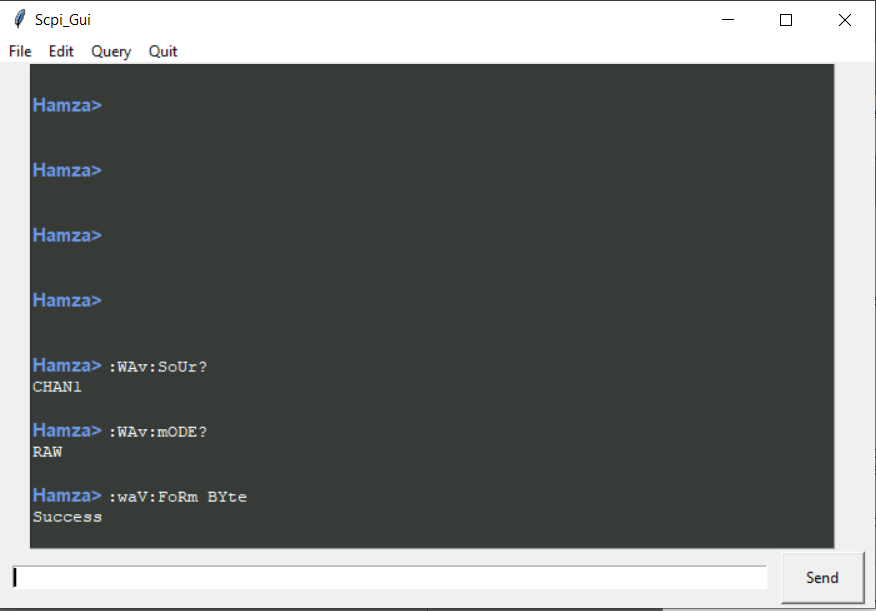 Scpi_Gui
File Edit Query Quit
Hamza>
Hamza>
Hamza>
Hamza>
Hamza> :WAv:SoUr?
CHAN1
Hamza> :WAv:mODE?
RAW
Hamza> :waV:FoRm BYte
Success
Send